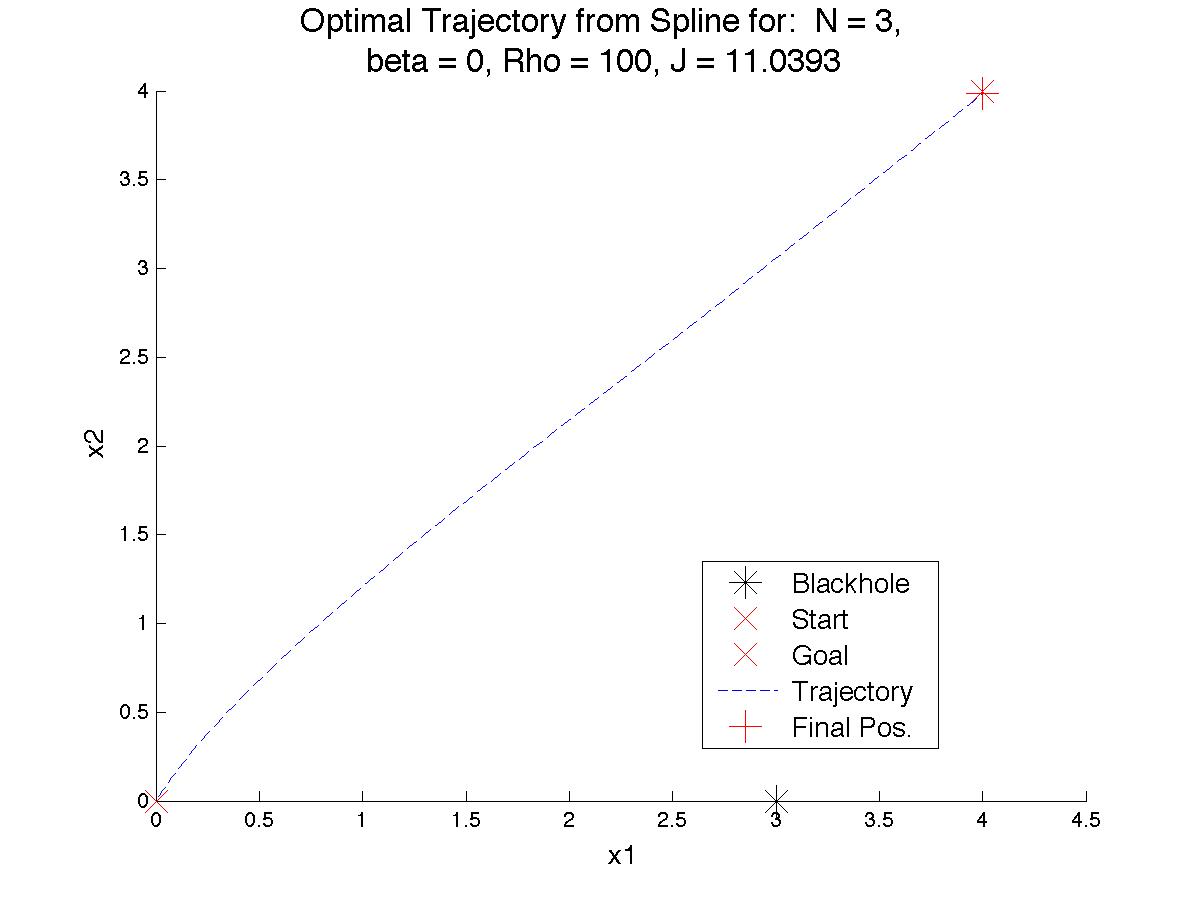 Optimal Trajectory from Spline for:  N = 3,
beta = 0, Rho = 100, J = 11.0393
4
3.5
3
2.5
2
1.5
1
0.5
0
x2
Blackhole
Start
Goal
Trajectory
Final Pos.
0 0.5 1 1.5 2 2.5 3 3.5 4 4.5
x1